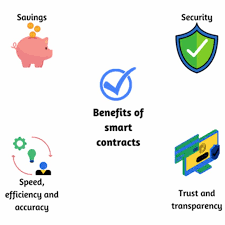 Savings
Security
Benefits of
smart
contracts
Speed,
efficiency and
accuracy
Trust and
transparency